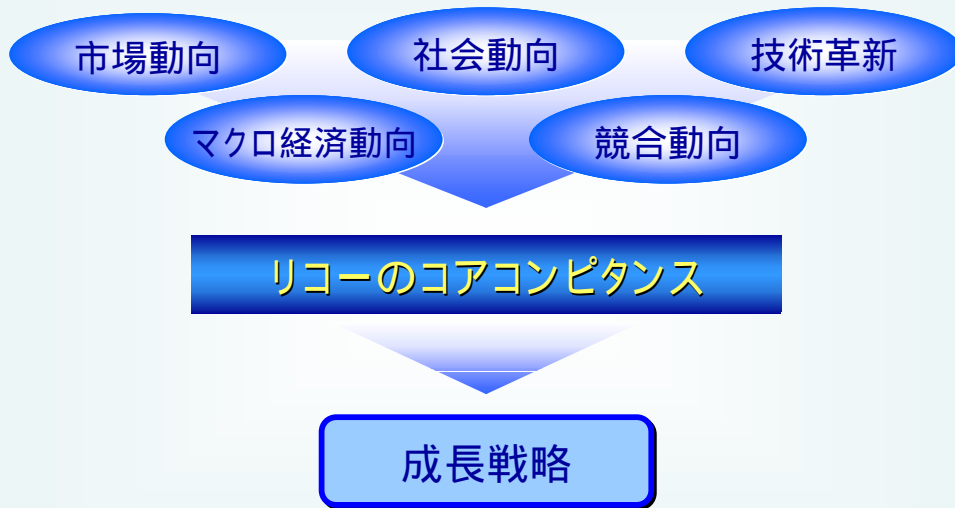 市場動向
社会動向
技術革新
マクロ経済動向
競合動向
リコーのコアコンピタンス
成長戦略